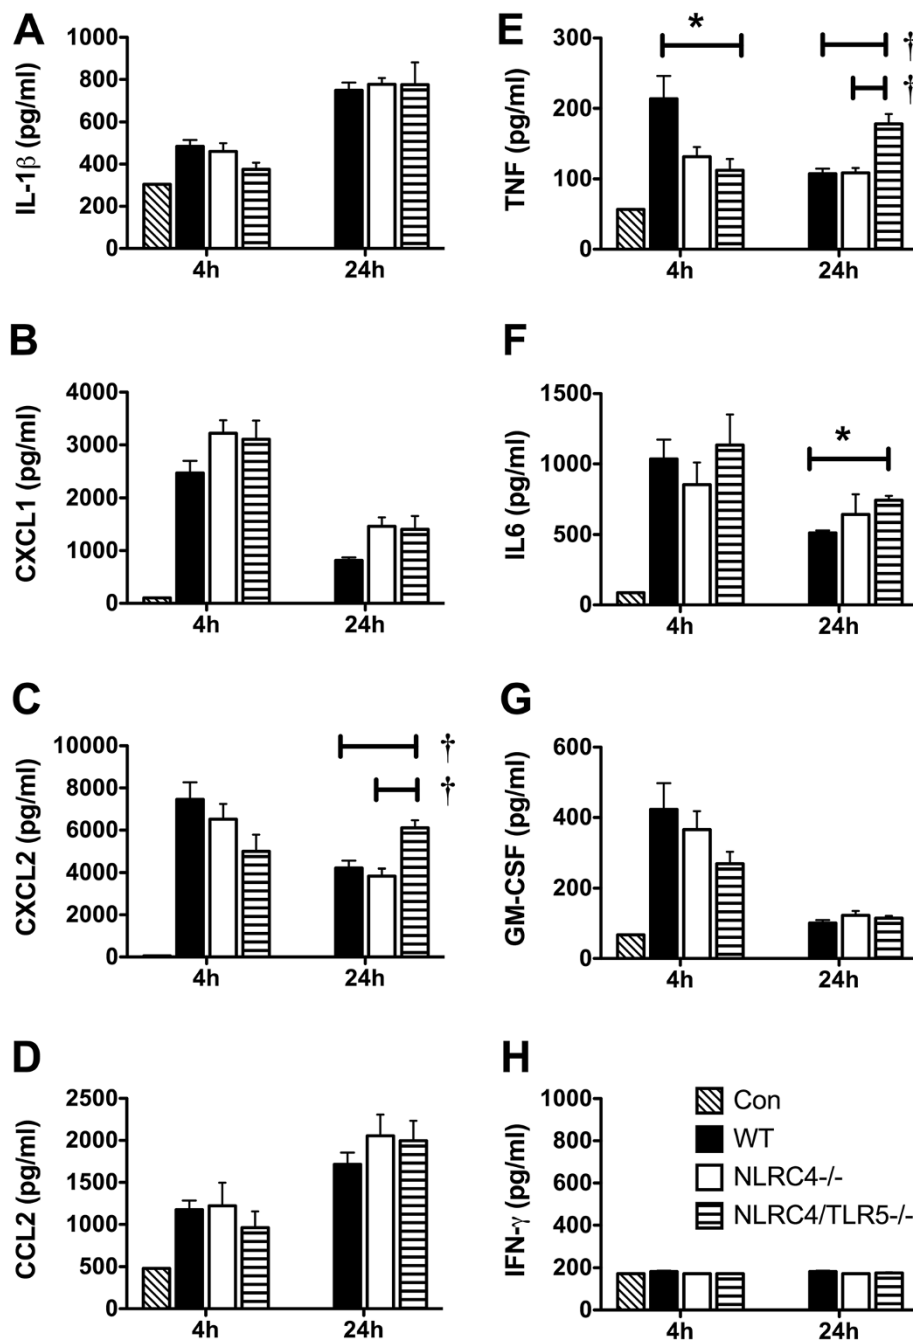 A
IL-1β (pg/ml)
1000
800
600
400
200
0
4h 24h
B
CXCL1 (pg/ml)
4000
3000
2000
1000
0
4h 24h
C
CXCL2 (pg/ml)
10000
8000
6000
4000
2000
0
†
†
4h 24h
D
CCL2 (pg/ml)
2500
2000
1500
1000
500
0
4h 24h
E
TNF (pg/ml)
300
200
100
0
*
†
†
4h 24h
F
IL6 (pg/ml)
1500
1000
500
0
*
4h 24h
G
GM-CSF (pg/ml)
600
400
200
0
4h 24h
H
IFN-γ (pg/ml)
1000
800
600
400
200
0
Con
WT
NLRC4-/-
NLRC4/TLR5-/-
4h 24h